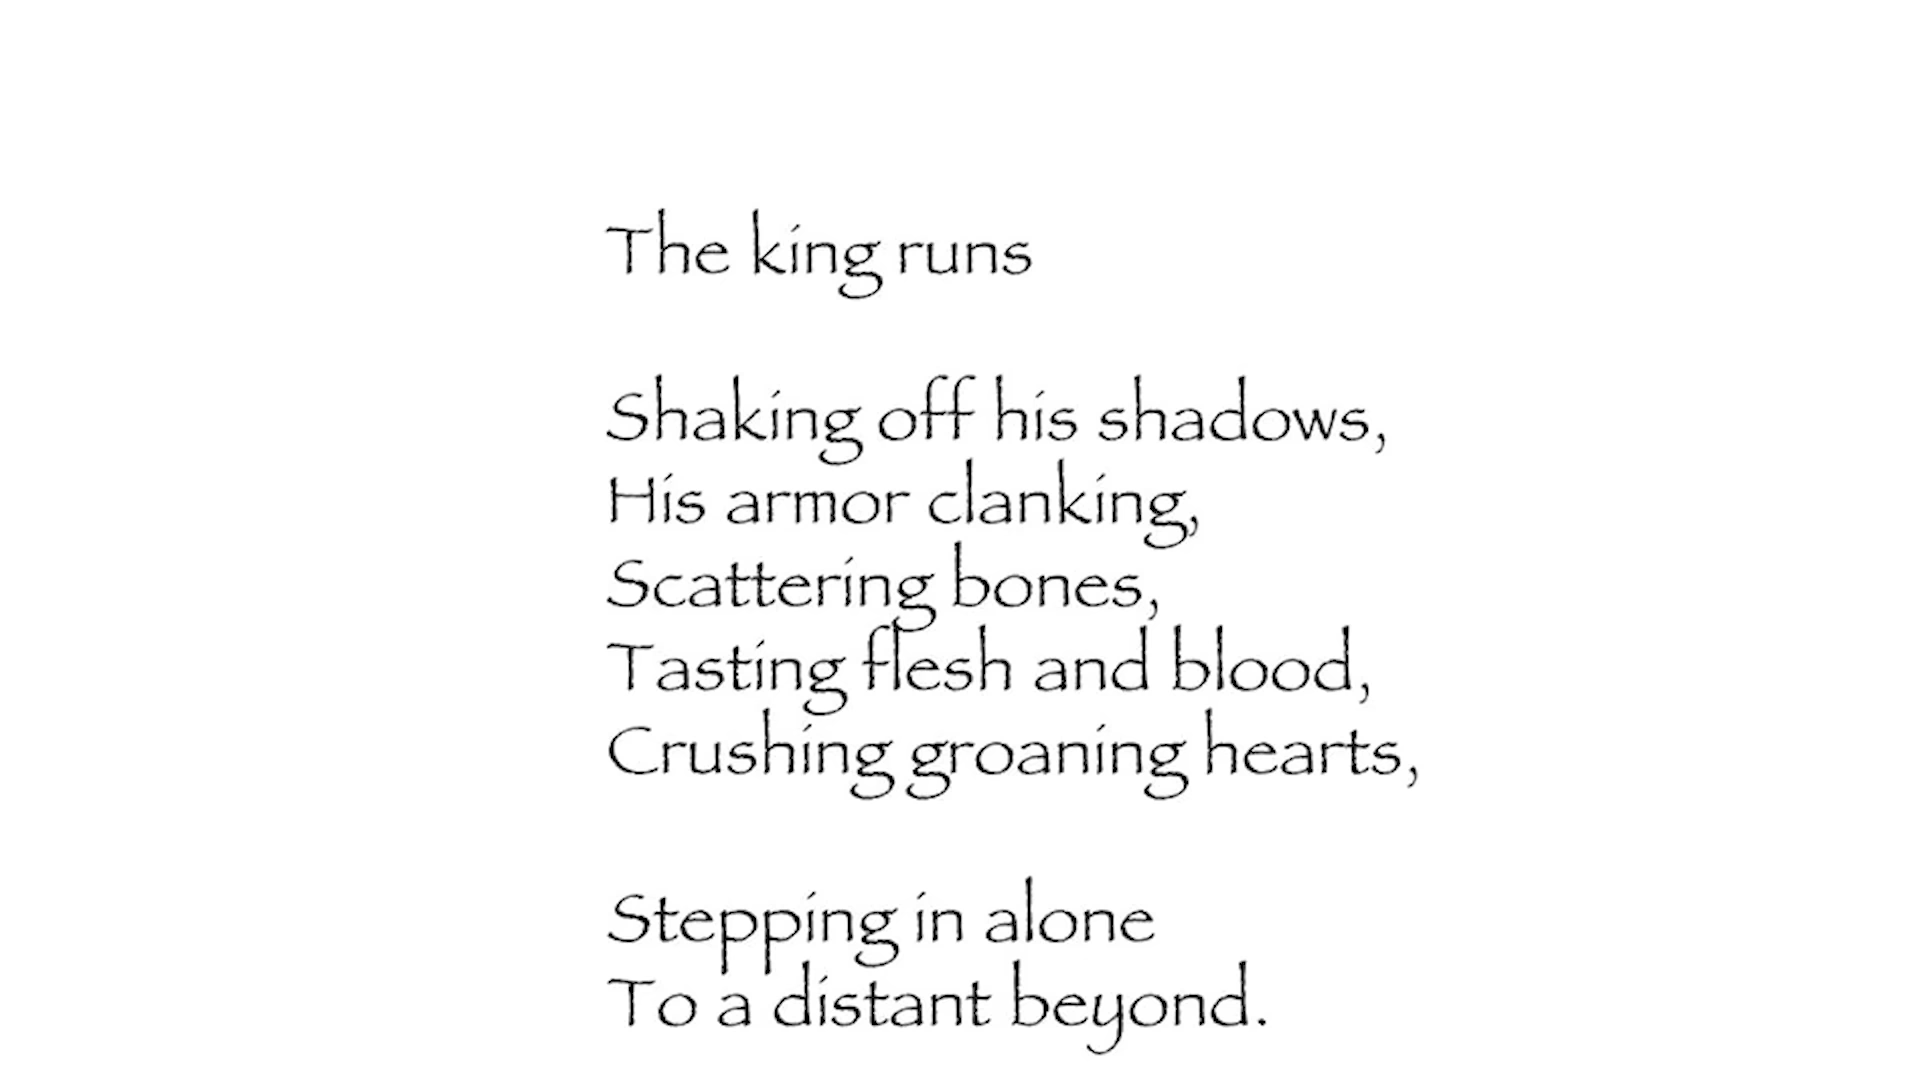 The king runs
Shaking off his shadows,
His armor clanking,
Scattering bones,
Tasting flesh and blood,
Crushing groaning hearts,
Stepping in alone
To a distant beyond.